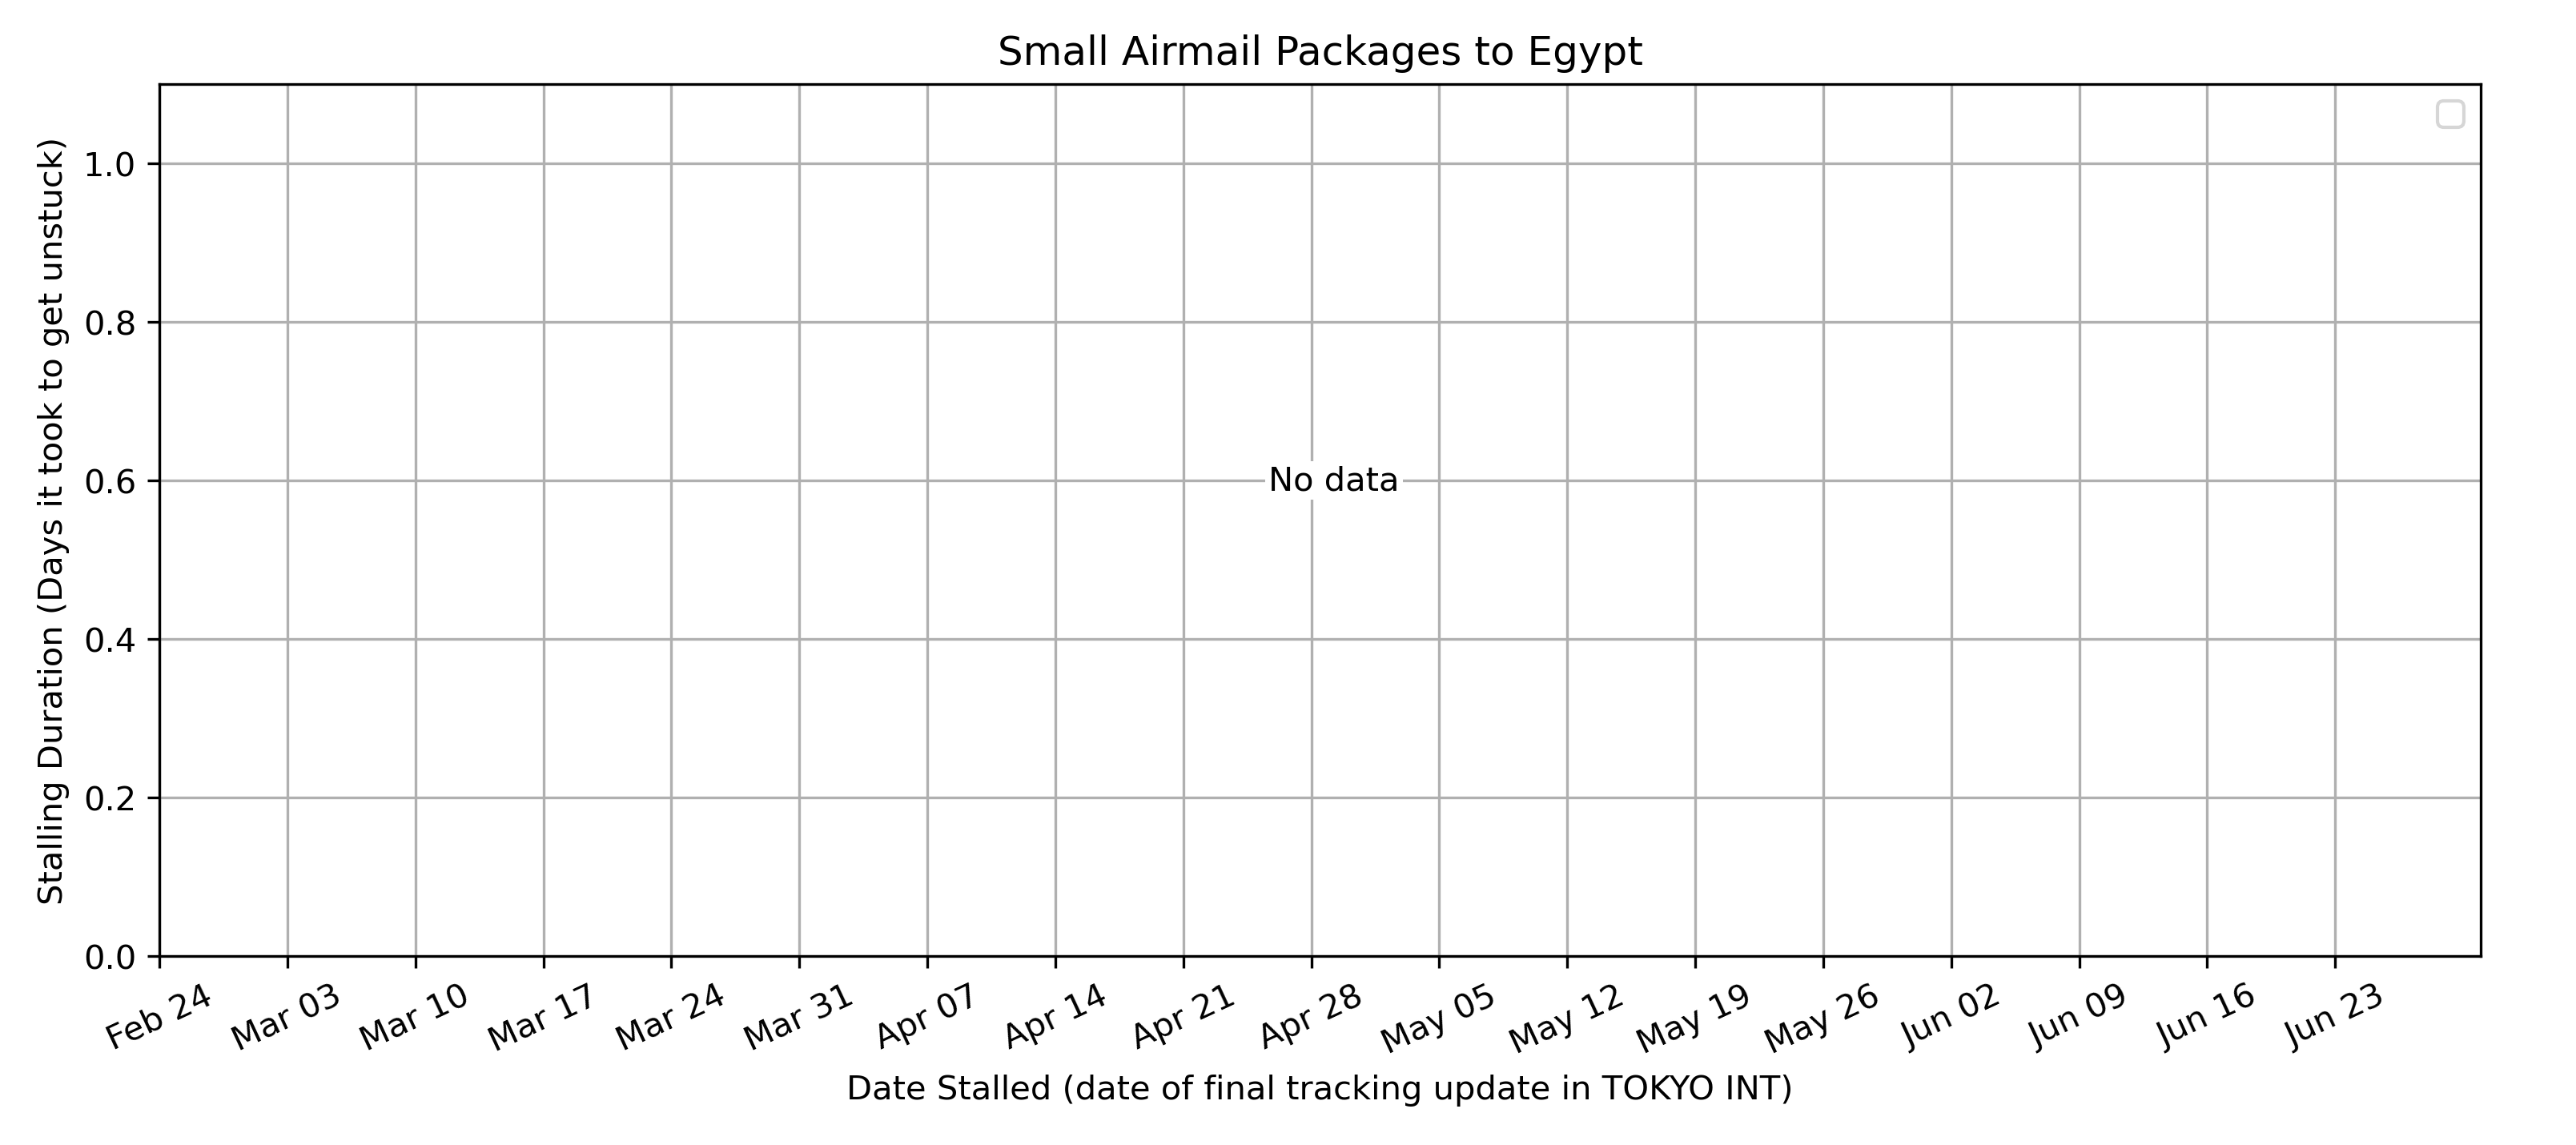 Small Airmail Packages to Egypt
Stalling Duration (Days it took to get unstuck)
1.0
0.8
0.6
0.4
0.2
0.0
No data
Feb 24 Mar 03 Mar 10 Mar 17 Mar 24 Mar 31 Apr 07 Apr 14 Apr 21 Apr 28 May 05 May 12 May 19 May 26 Jun 02 Jun 09 Jun 16 Jun 23
Date Stalled (date of final tracking update in TOKYO INT)